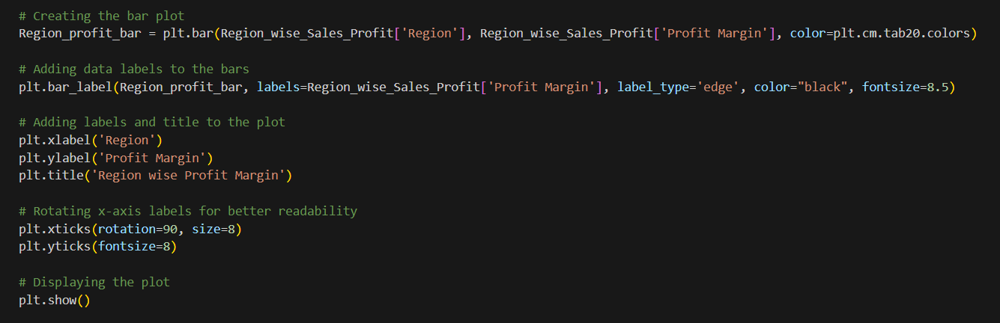 # Creating the bar plot
Region_profit_bar = plt.bar(Region_wise_Sales_Profit['Region'], Region_wise_Sales_Profit['Profit Margin'], color=plt.cm.tab20.colors)
# Adding data labels to the bars
plt.bar_label(Region_profit_bar, labels=Region_wise_Sales_Profit['Profit Margin'], label_type='edge', color="black", fontsize=8.5)
# Adding labels and title to the plot
plt.xlabel('Region')
plt.ylabel('Profit Margin')
plt.title('Region wise Profit Margin')
# Rotating x-axis labels for better readability
plt.xticks(rotation=90, size=8)
plt.yticks(fontsize=8)
# Displaying the plot
plt.show()